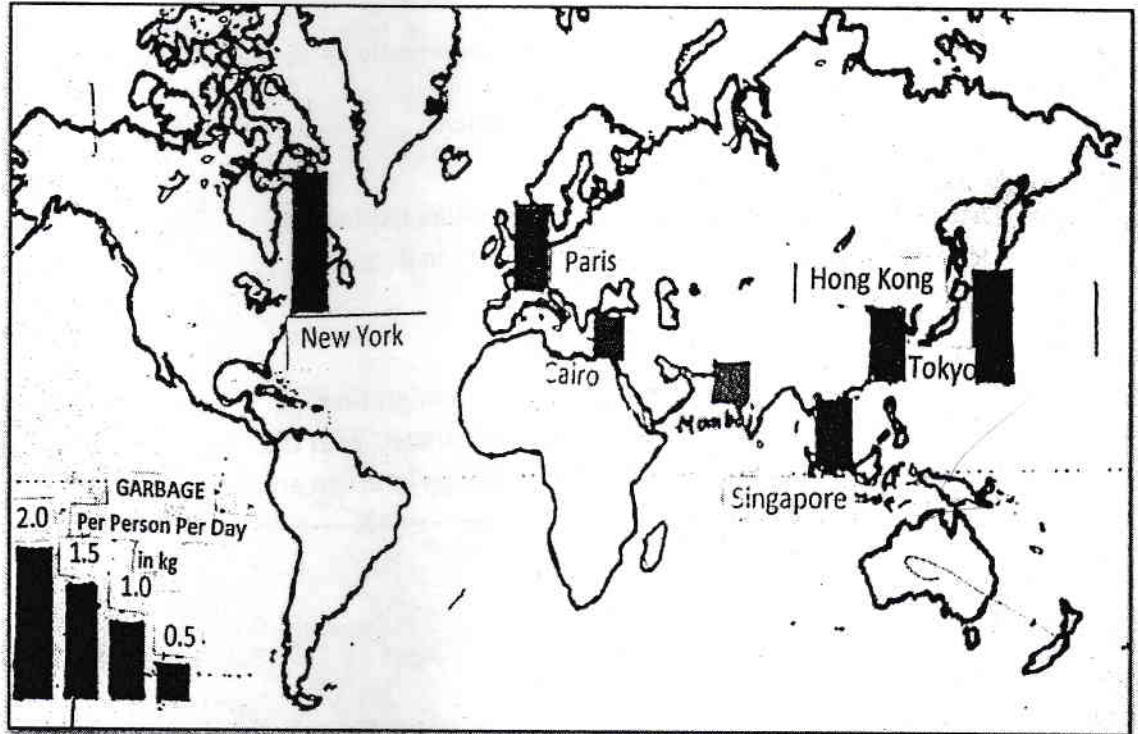 New York
Paris
Cairo
Mombai
Hong Kong
Tokyo
Singapore
GARBAGE
Per Person Per Day
in kg
2.0
1.5
1.0
0.5